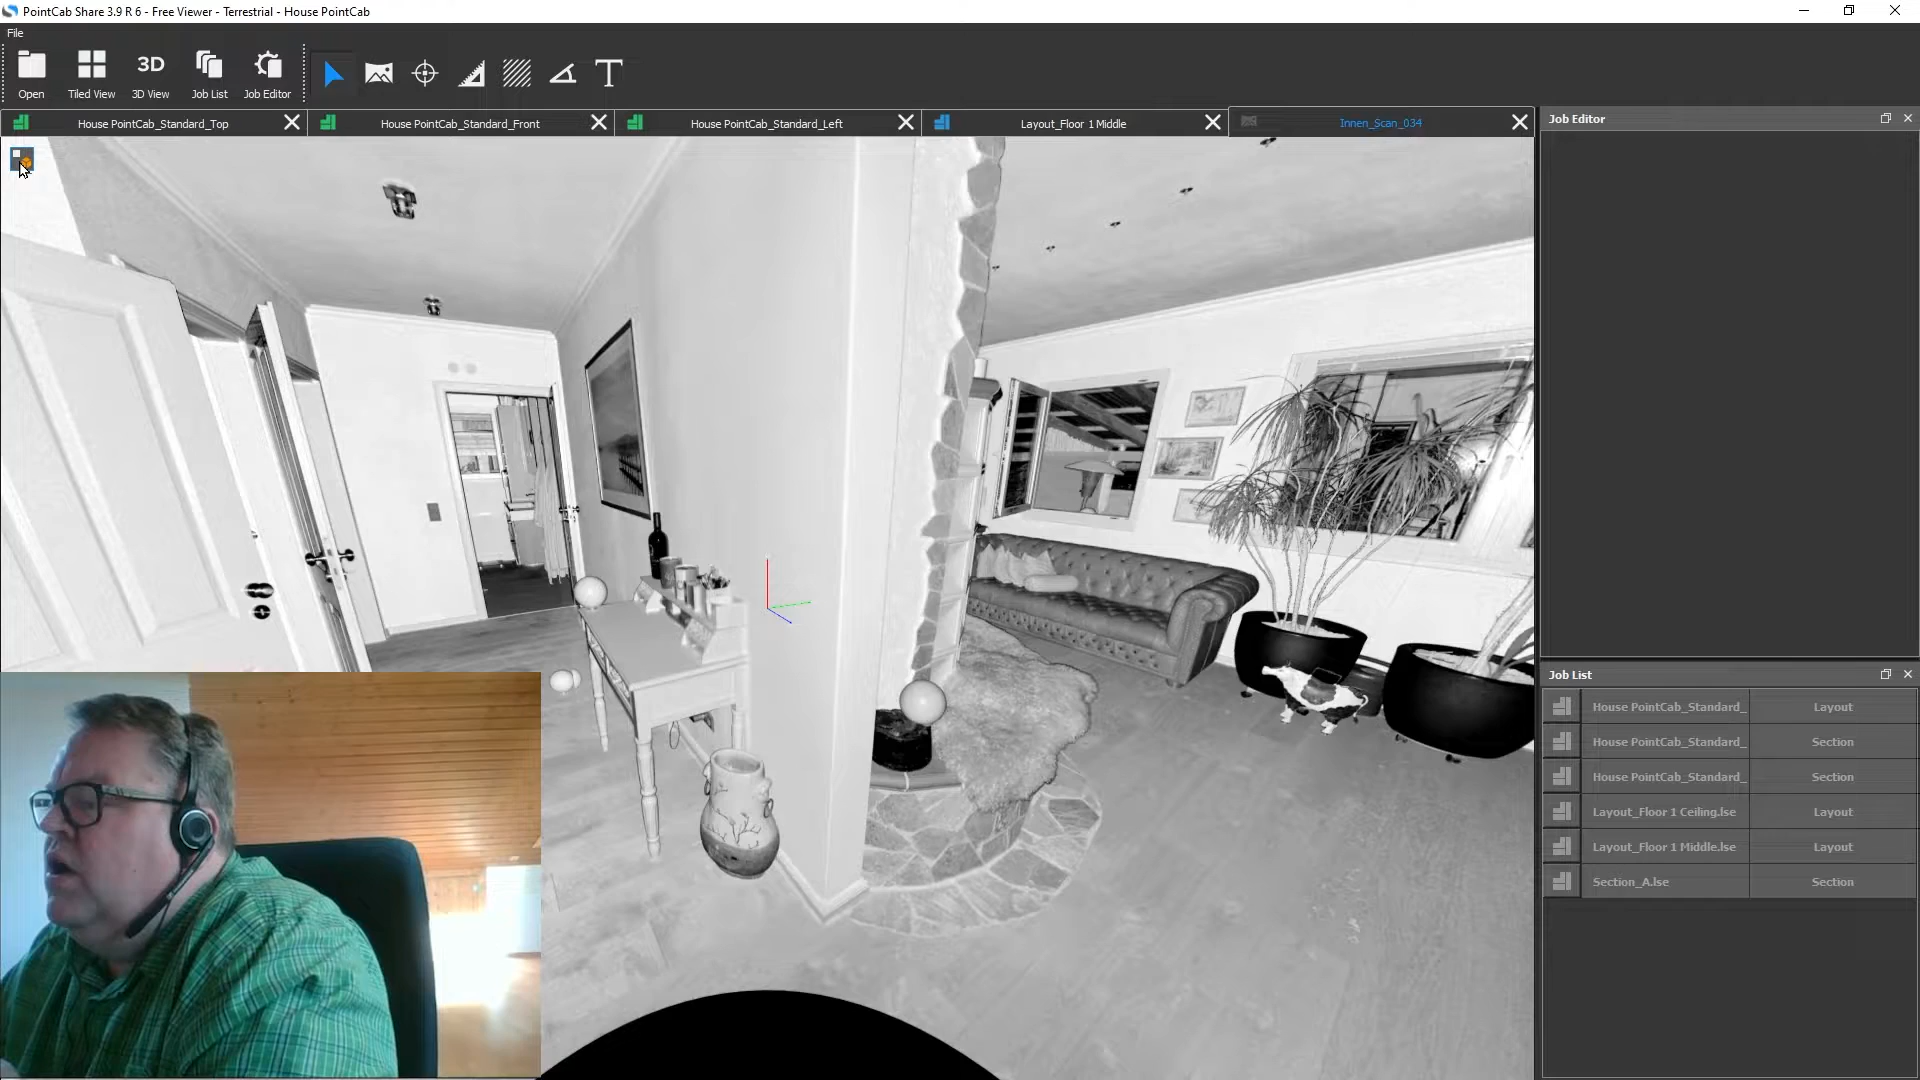 PointCab Share 3.9 R 6 - Free Viewer - Terrestrial - House PointCab
File
3D
Open
Tiled View
3D View
Job List
Job Editor
T
House PointCab_Standard_Top
House PointCab_Standard_Front
House PointCab_Standard_Left
Layout_Floor 1 Middle
Innen_Scan_034
Job Editor
Job List
House PointCab_Standard_ Layout
House PointCab_Standard_ Section
House PointCab_Standard_ Section
Layout_Floor 1 Ceiling.lse Layout
Layout_Floor 1 Middle.lse Layout
Section_A.lse Section